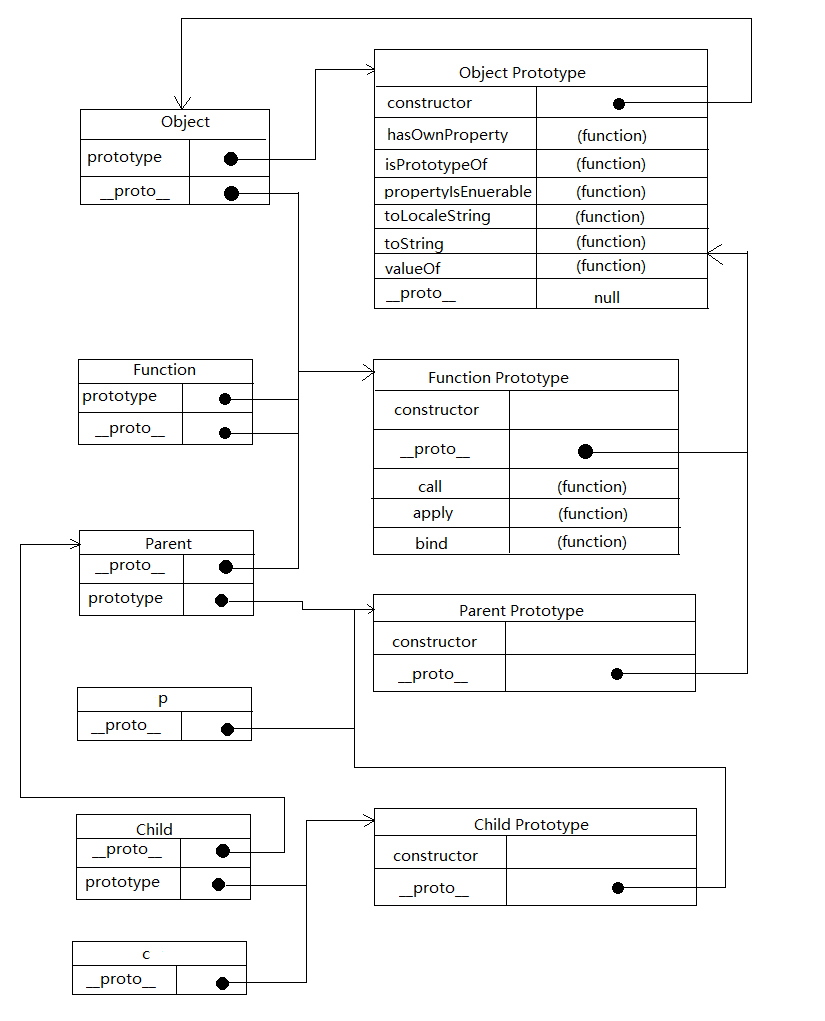 Object
prototype
__proto__
Object Prototype
constructor
hasOwnProperty (function)
isPrototypeOf (function)
propertyIsEnuerable (function)
toLocaleString (function)
toString (function)
valueOf (function)
__proto__ null
Function
prototype
__proto__
Function Prototype
constructor
__proto__
call (function)
apply (function)
bind (function)
Parent
__proto__
prototype
Parent Prototype
constructor
__proto__
p
__proto__
Child
__proto__
prototype
Child Prototype
constructor
__proto__
c
__proto__